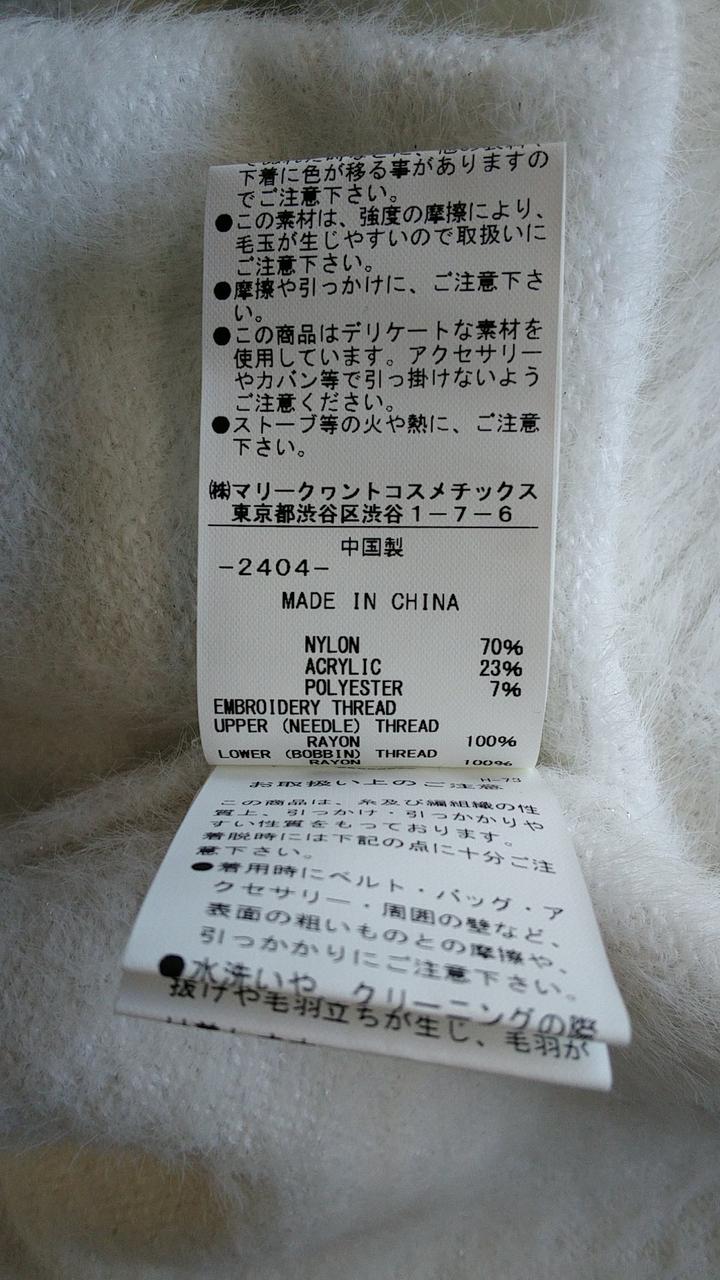 下着に色が移る事がありますの
でご注意下さい。
●この素材は、強度の摩擦により、
毛玉が生じやすいので取扱いに
ご注意下さい。
●摩擦や引っかけに、ご注意下さ
い。
●この商品はデリケートな素材を
使用しています。アクセサリー
やカバン等で引っ掛けないよう
ご注意ください。
●ストーブ等の火や熱に、ご注意
下さい。
㈱マリークヮントコスメチックス
東京都渋谷区渋谷1-7-6
中国製
-2404-
MADE IN CHINA
NYLON 70%
ACRYLIC 23%
POLYESTER 7%
EMBROIDERY THREAD
UPPER (NEEDLE) THREAD
RAYON 100%
LOWER (BOBBIN) THREAD
RAYON 100%
H-73
お取扱い上のご注意
この商品は、糸及び編組織の性
質上、引っかけ・引っかかりや
すい性質をもっております。
着脱時には下記の点に十分ご注
意下さい。
●着用時にベルト・バッグ・ア
クセサリー・周囲の壁など、
表面の粗いものとの摩擦や、
引っかかりにご注意下さい。
●水洗いや、クリーニングの際
抜けや毛羽立ちが生じ、毛羽が